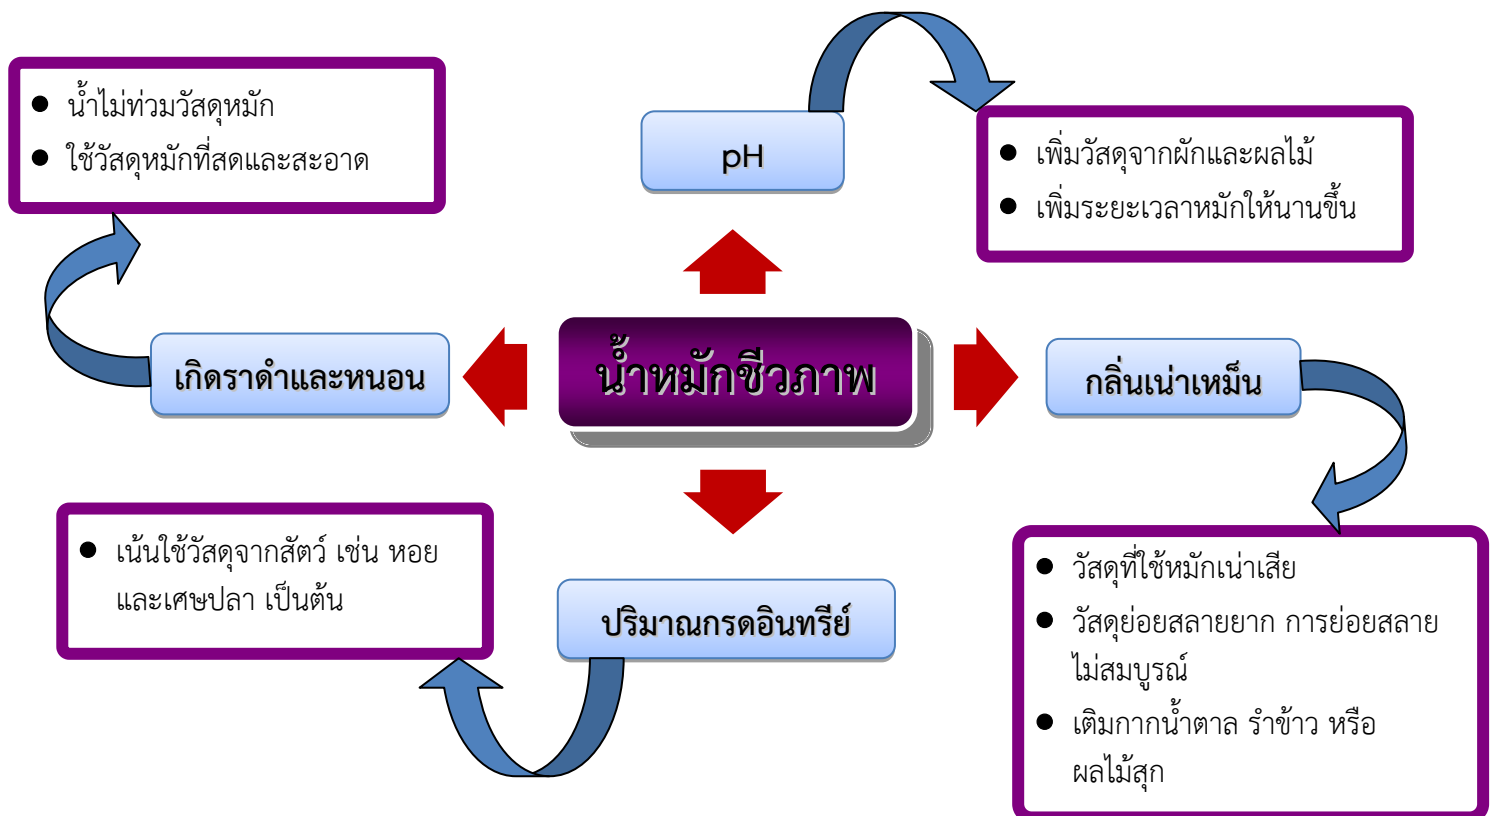 น้ำไม่ท่วมวัสดุหมัก
ใช้วัสดุหมักที่สดและสะอาด
pH
เพิ่มวัสดุจากผักและผลไม้
เพิ่มระยะเวลาหมักให้นานขึ้น
เกิดราดำและหนอน
น้ำหมักชีวภาพ
กลิ่นเน่าเหม็น
เน้นใช้วัสดุจากสัตว์ เช่น หอย
และเศษปลา เป็นต้น
ปริมาณกรดอินทรีย์
วัสดุที่ใช้หมักเน่าเสีย
วัสดุย่อยสลายยาก การย่อยสลาย
ไม่สมบูรณ์
เติมกากน้ำตาล รำข้าว หรือ
ผลไม้สุก